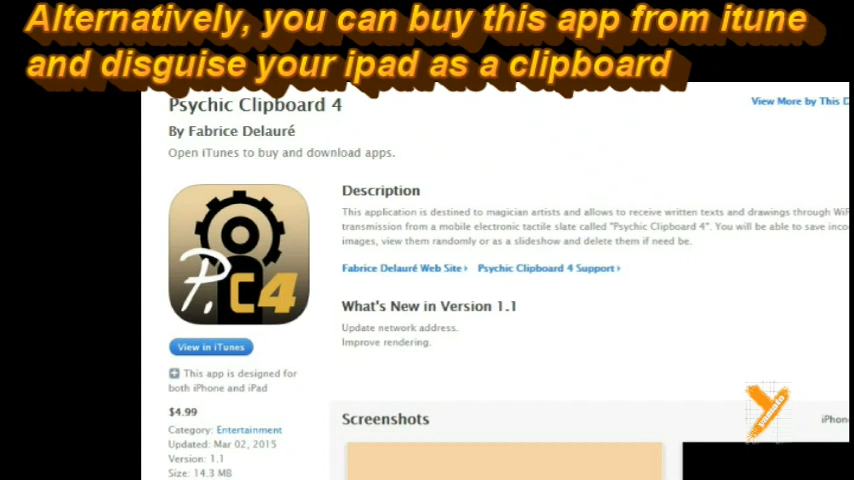 Alternatively, you can buy this app from itune
and disguise your ipad as a clipboard
Psychic Clipboard 4
View More by This D
By Fabrice Delauré
Open iTunes to buy and download apps.
Description
This application is destined to magician artists and allows to receive written texts and drawings through WiF
transmission from a mobile electronic tactile slate called "Psychic Clipboard 4". You will be able to save inco
images, view them randomly or as a slideshow and delete them if need be.
Fabrice Delauré Web Site
Psychic Clipboard 4 Support
What's New in Version 1.1
Update network address.
Improve rendering.
P.C4
View in iTunes
This app is designed for
both iPhone and iPad
$4.99
Category: Entertainment
Updated: Mar 02, 2015
Version: 1.1
Size: 14.3 MB
Screenshots
iPhon
yamato